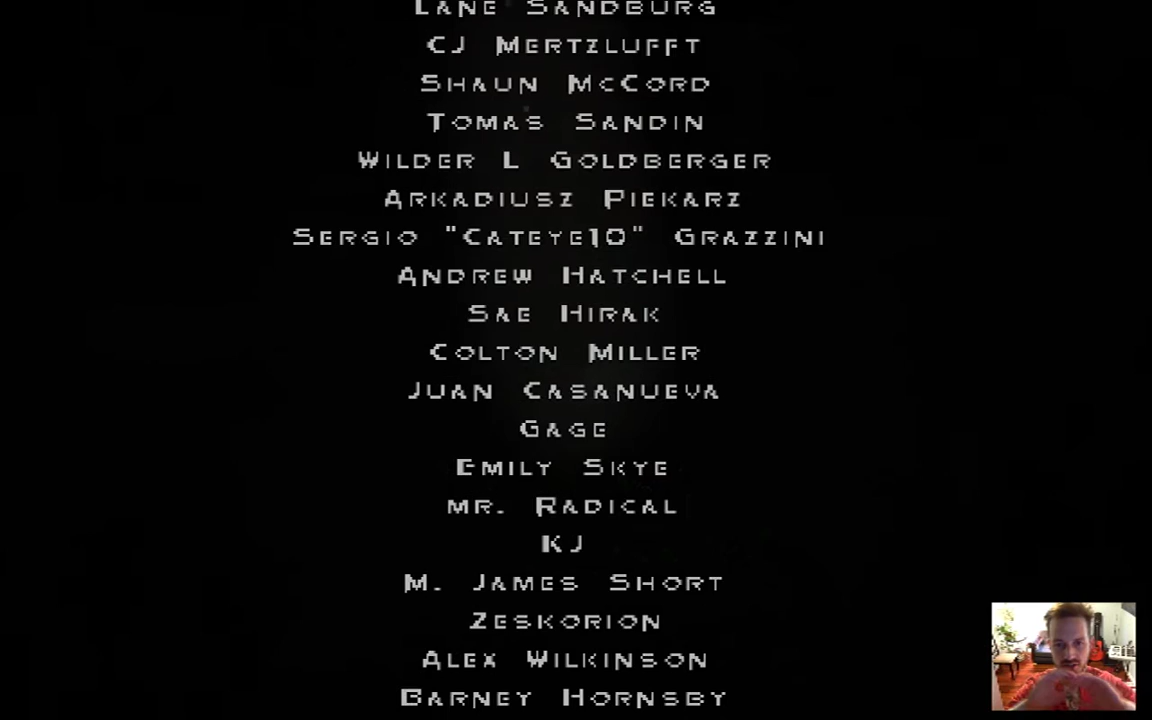 Lane Sandburg
CJ Mertzlufft
Shaun McCord
Tomas Sandin
Wilder L Goldberger
Arkadiusz Piekarz
Sergio "Cateye10" Grazzini
Andrew Hatchell
Sae Hirak
Colton Miller
Juan Casanueva
Gage
Emily Skye
mr. Radical
KJ
M. James Short
Zeskorion
Alex Wilkinson
Barney Hornsby